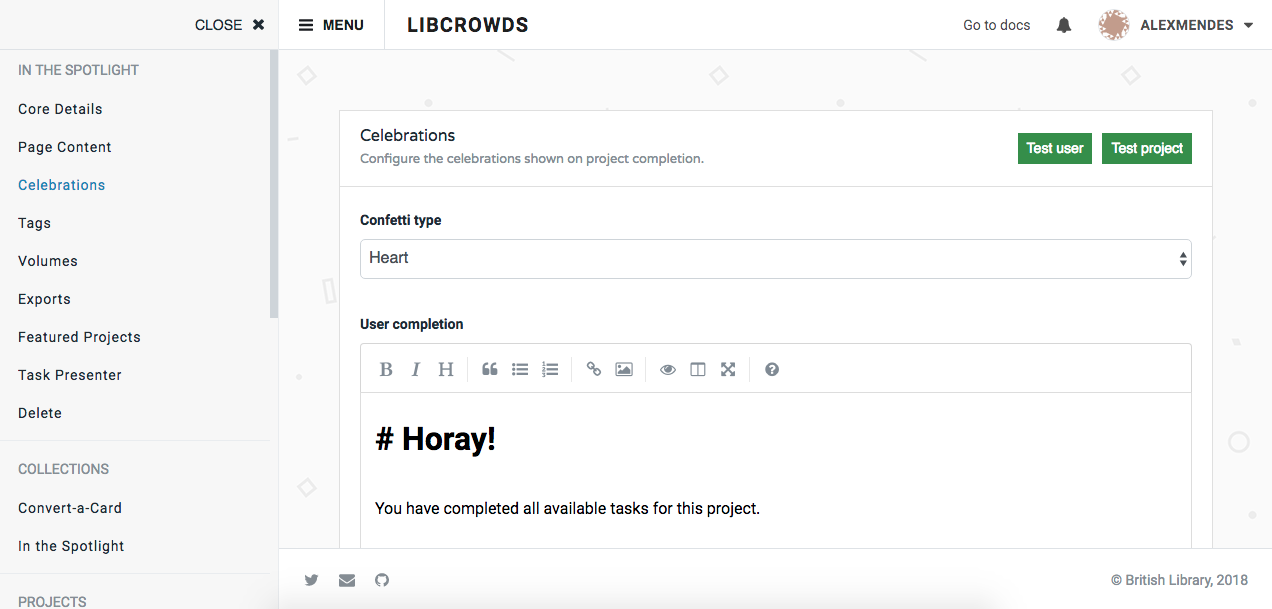 CLOSE
MENU
LIBCROWDS
Go to docs
ALEXMENDES
IN THE SPOTLIGHT
Core Details
Page Content
Celebrations
Tags
Volumes
Exports
Featured Projects
Task Presenter
Delete
COLLECTIONS
Convert-a-Card
In the Spotlight
PROJECTS
Celebrations
Configure the celebrations shown on project completion.
Test user
Test project
Confetti type
Heart
User completion
B I H
# Horay!
You have completed all available tasks for this project.
© British Library, 2018